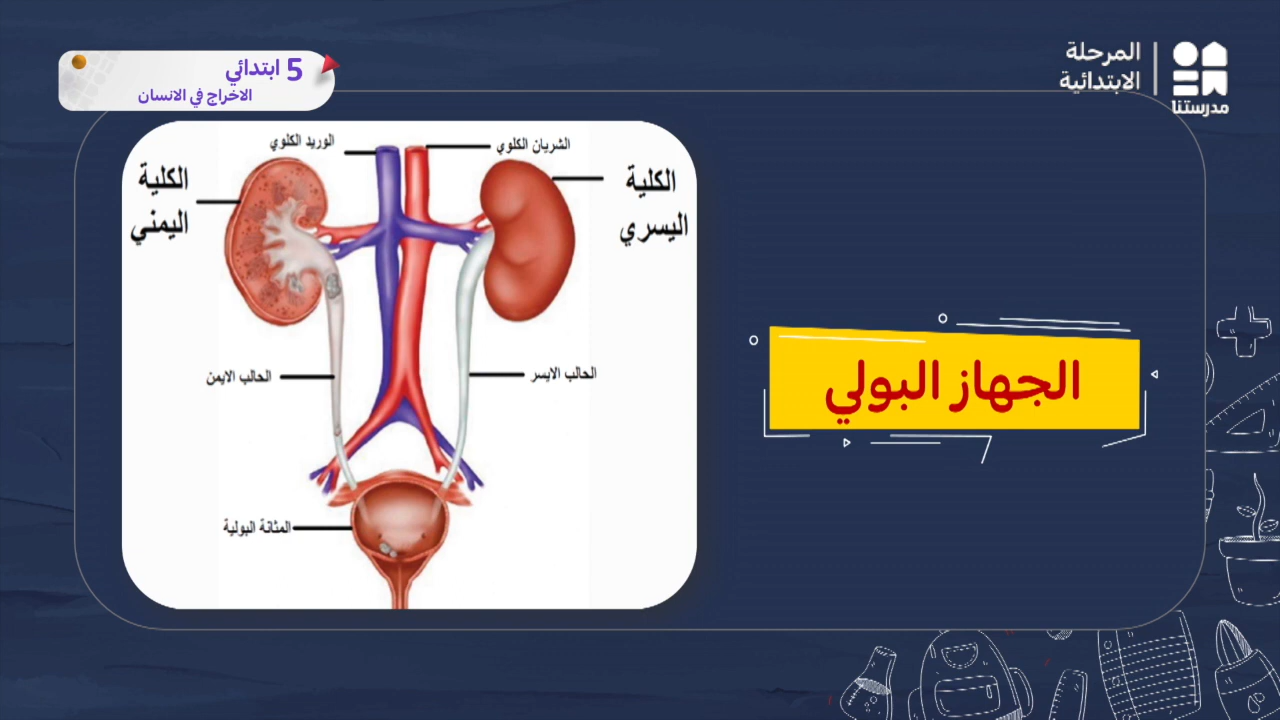 المرحلة
الابتدائية
مدرستنا
5 ابتدائي
الاخراج في الانسان
الشريان الكلوي
الوريد الكلوي
الكلية
اليسري
الكلية
اليمني
الحالب الايسر
الحالب الايمن
المثانة البولية
الجهاز البولي